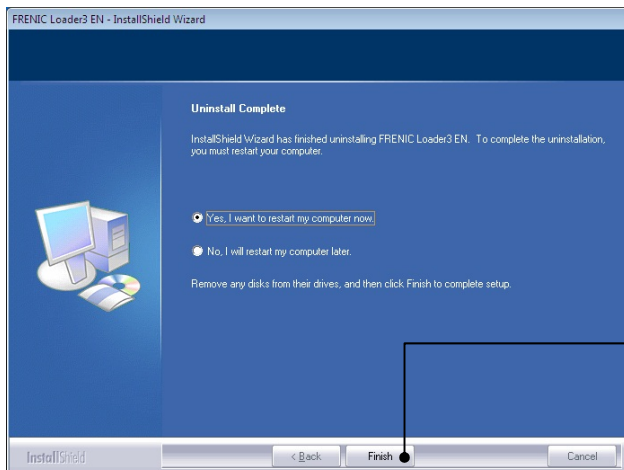 FRENIC Loader3 EN - InstallShield Wizard
Uninstall Complete
InstallShield Wizard has finished uninstalling FRENIC Loader3 EN. To complete the uninstallation,
you must restart your computer.
Yes, I want to restart my computer now.
No, I will restart my computer later.
Remove any disks from their drives, and then click Finish to complete setup.
InstallShield
< Back
Finish
Cancel